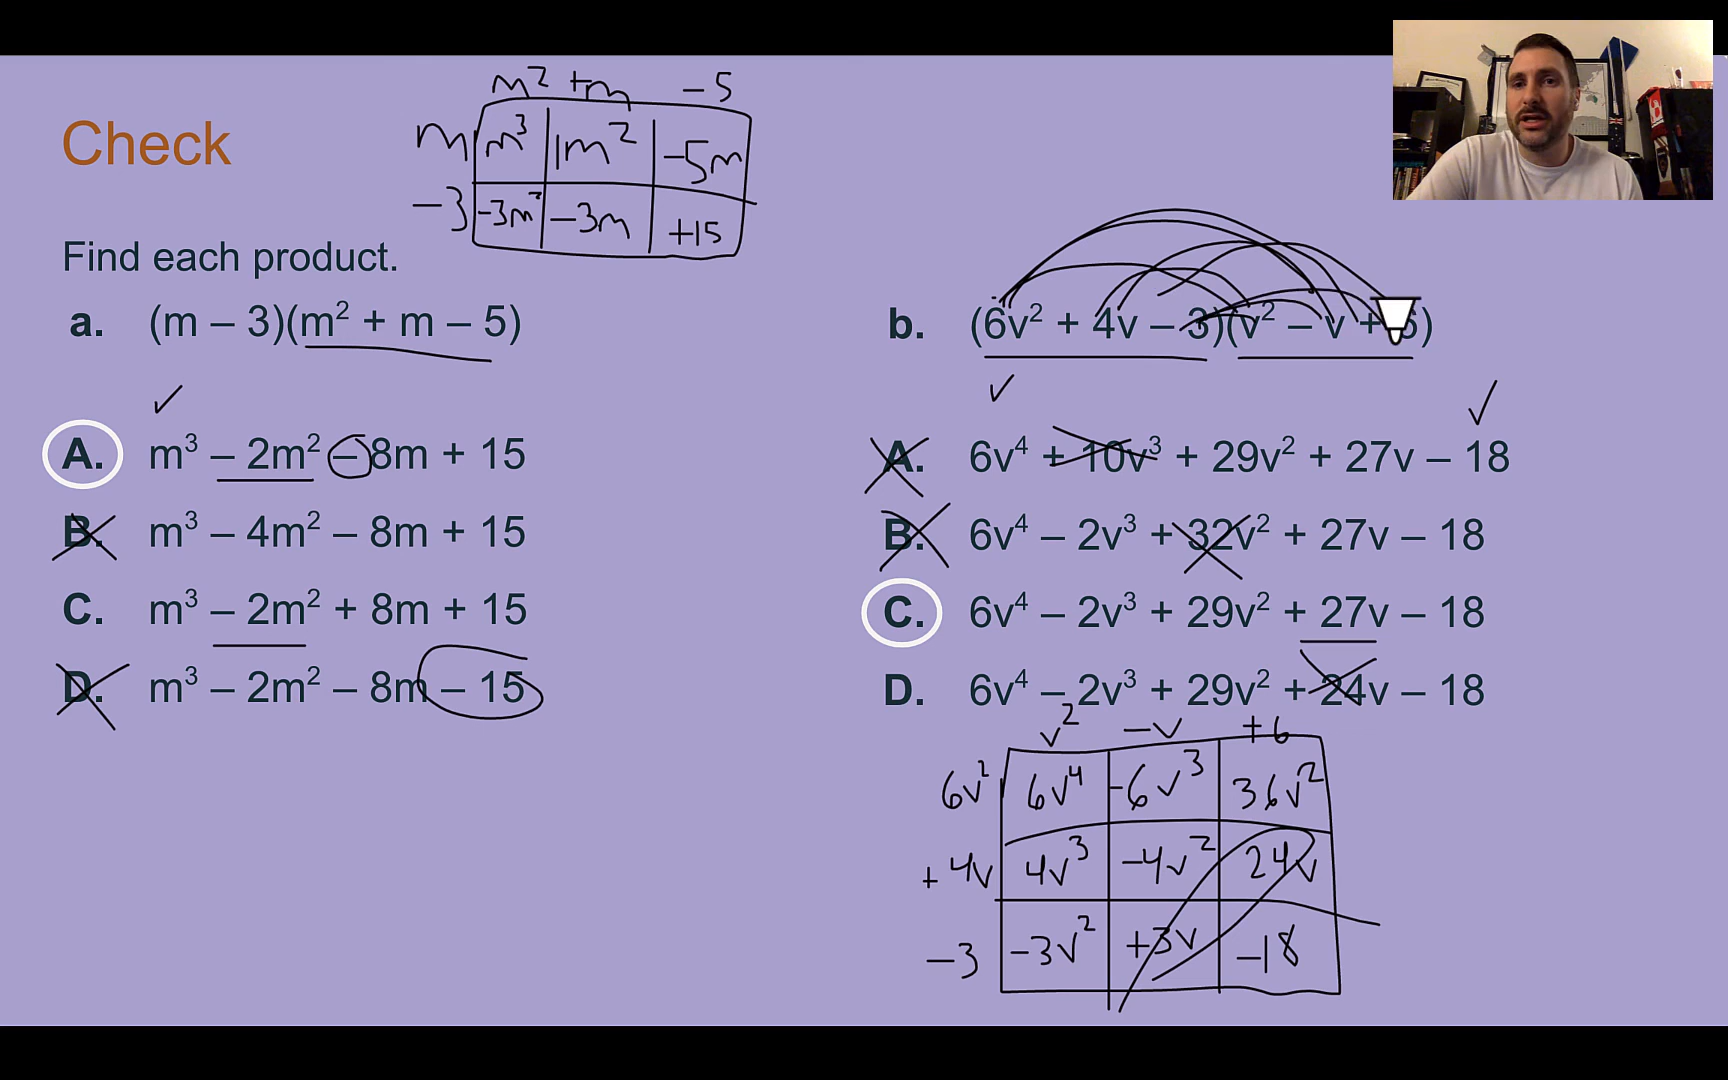 Check
m² +m -5
m m³ 1m² -5m
-3 -3m² -3m +15
Find each product.
a. (m – 3)(m² + m – 5)
A. m³ – 2m² – 8m + 15
B. m³ – 4m² – 8m + 15
C. m³ – 2m² + 8m + 15
D. m³ – 2m² – 8m – 15
b. (6v² + 4v – 3)(v² – v + 6)
A. 6v⁴ + 10v³ + 29v² + 27v – 18
B. 6v⁴ – 2v³ + 32v² + 27v – 18
C. 6v⁴ – 2v³ + 29v² + 27v – 18
D. 6v⁴ – 2v³ + 29v² + 24v – 18
v² -v +6
6v² 6v⁴ -6v³ 36v²
+4v 4v³ -4v² 24v
-3 -3v² +3v -18